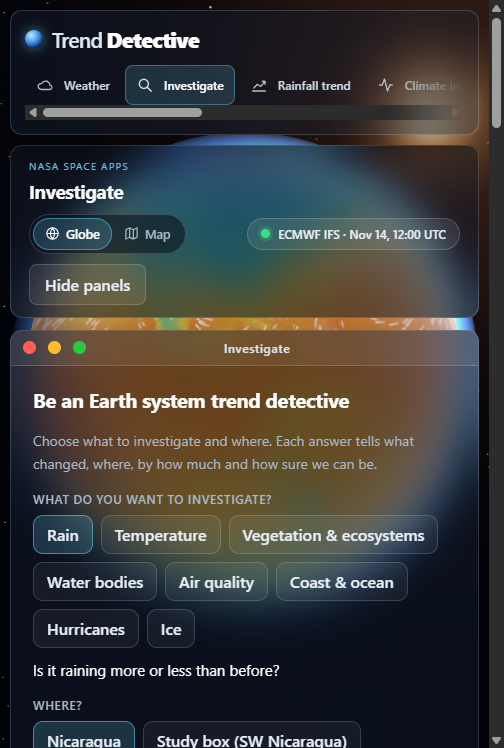 Trend Detective
Weather Investigate Rainfall trend Climate in
NASA SPACE APPS
Investigate
Globe Map ECMWF IFS · Nov 14, 12:00 UTC
Hide panels
Investigate
Be an Earth system trend detective
Choose what to investigate and where. Each answer tells what
changed, where, by how much and how sure we can be.
WHAT DO YOU WANT TO INVESTIGATE?
Rain Temperature Vegetation & ecosystems
Water bodies Air quality Coast & ocean
Hurricanes Ice
Is it raining more or less than before?
WHERE?
Nicaragua Study box (SW Nicaragua)